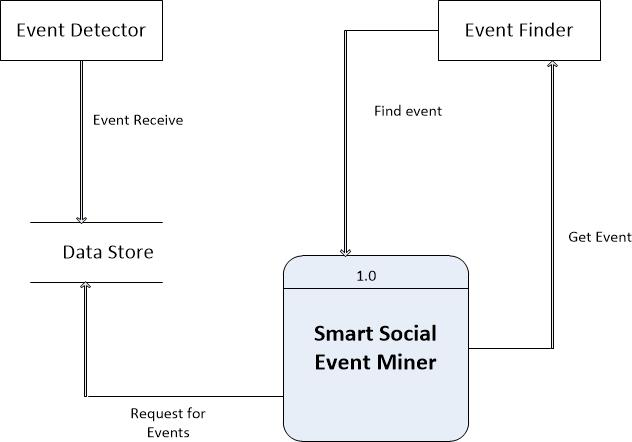 Event Detector
Event Finder
Event Receive
Find event
Data Store
Get Event
1.0
Smart Social
Event Miner
Request for
Events